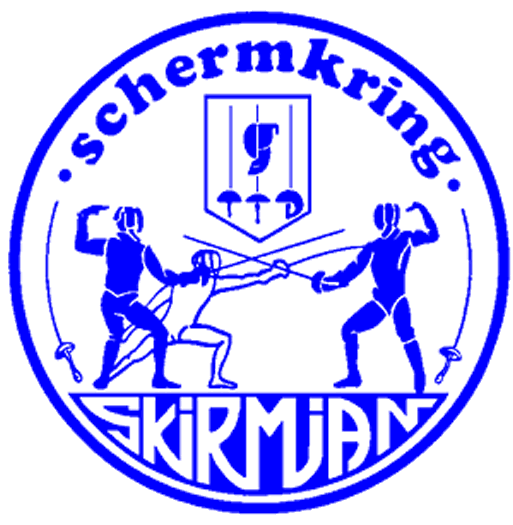 · schermkring ·
g
SKiRMJAN